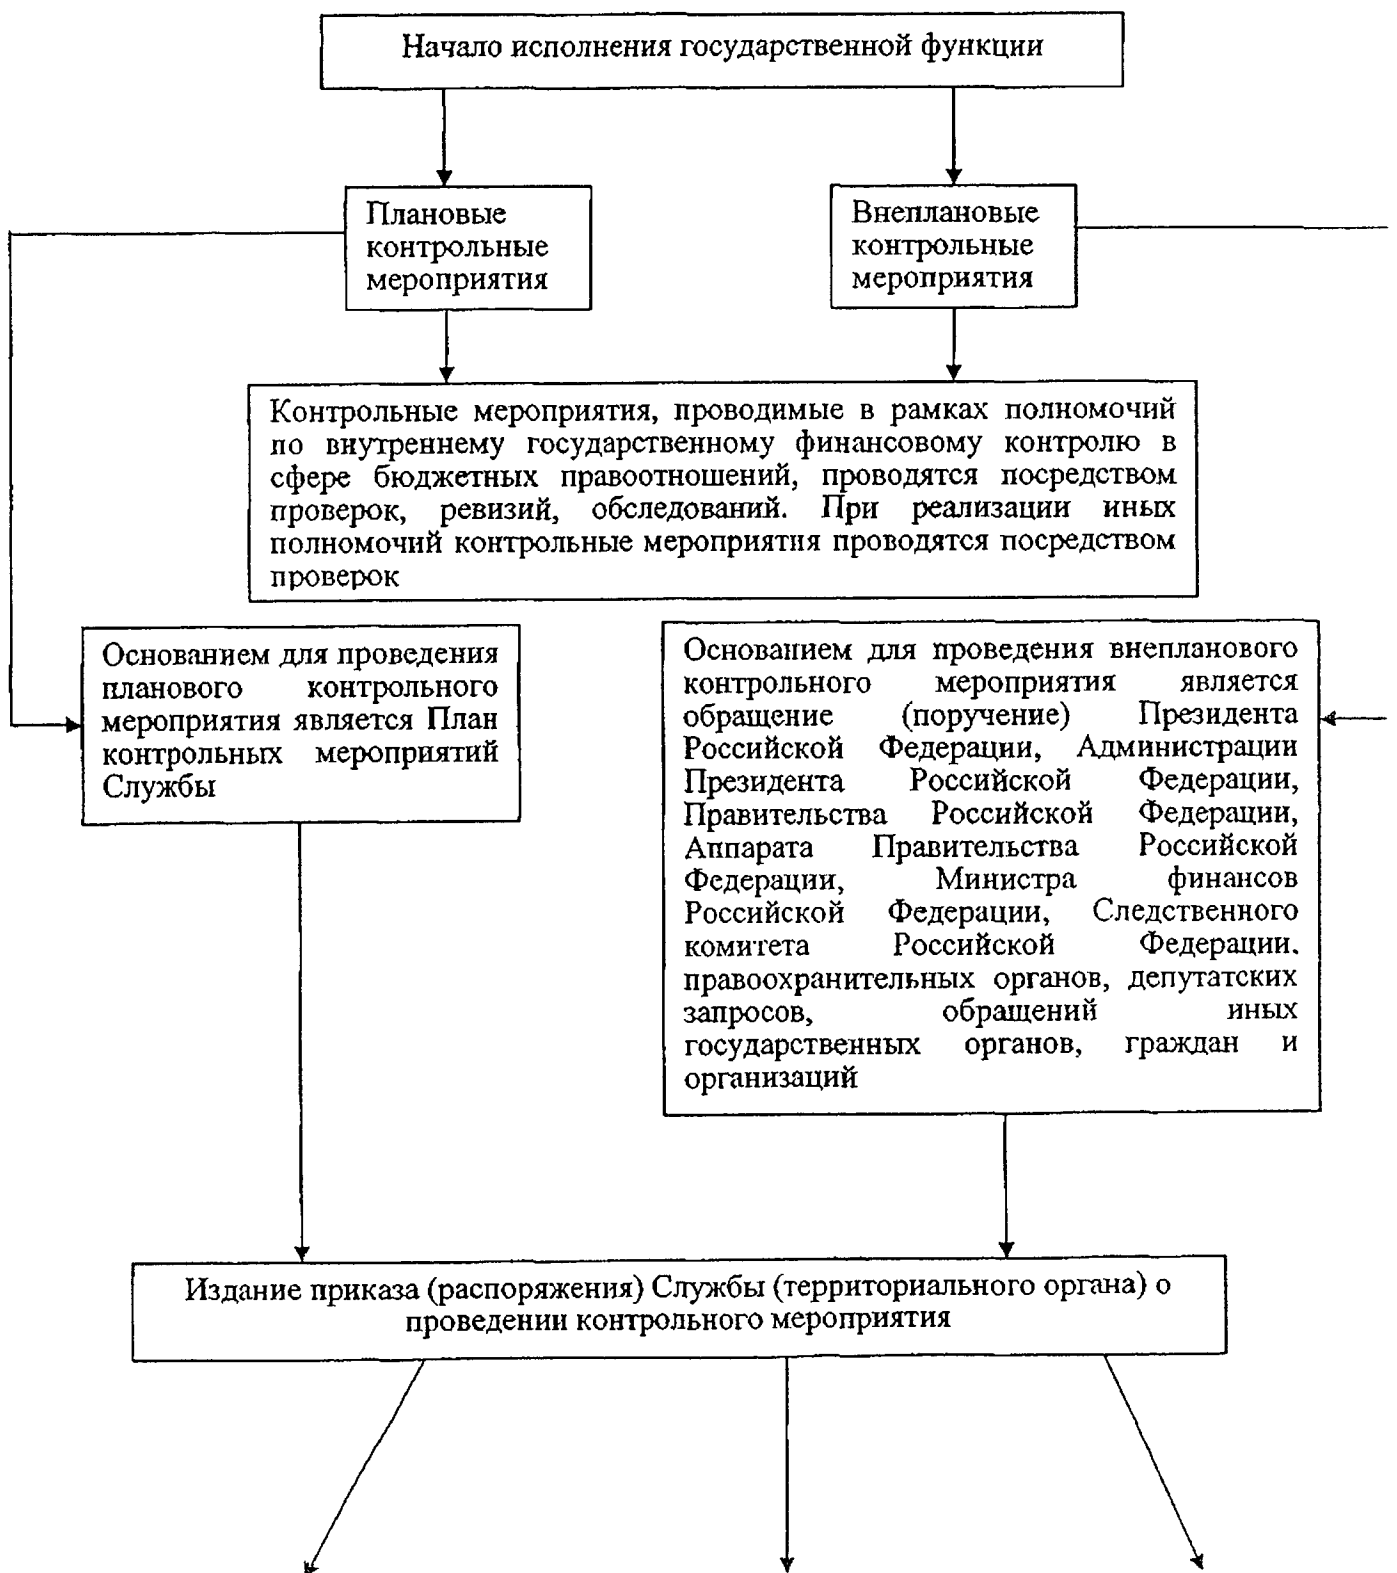 Начало исполнения государственной функции
Плановые
контрольные
мероприятия
Внеплановые
контрольные
мероприятия
Контрольные мероприятия, проводимые в рамках полномочий
по внутреннему государственному финансовому контролю в
сфере бюджетных правоотношений, проводятся посредством
проверок, ревизий, обследований. При реализации иных
полномочий контрольные мероприятия проводятся посредством
проверок
Основанием для проведения
планового контрольного
мероприятия является План
контрольных мероприятий
Службы
Основанием для проведения внепланового
контрольного мероприятия является
обращение (поручение) Президента
Российской Федерации, Администрации
Президента Российской Федерации,
Правительства Российской Федерации,
Аппарата Правительства Российской
Федерации, Министра финансов
Российской Федерации, Следственного
комитета Российской Федерации.
правоохранительных органов, депутатских
запросов, обращений иных
государственных органов, граждан и
организаций
Издание приказа (распоряжения) Службы (территориального органа) о
проведении контрольного мероприятия